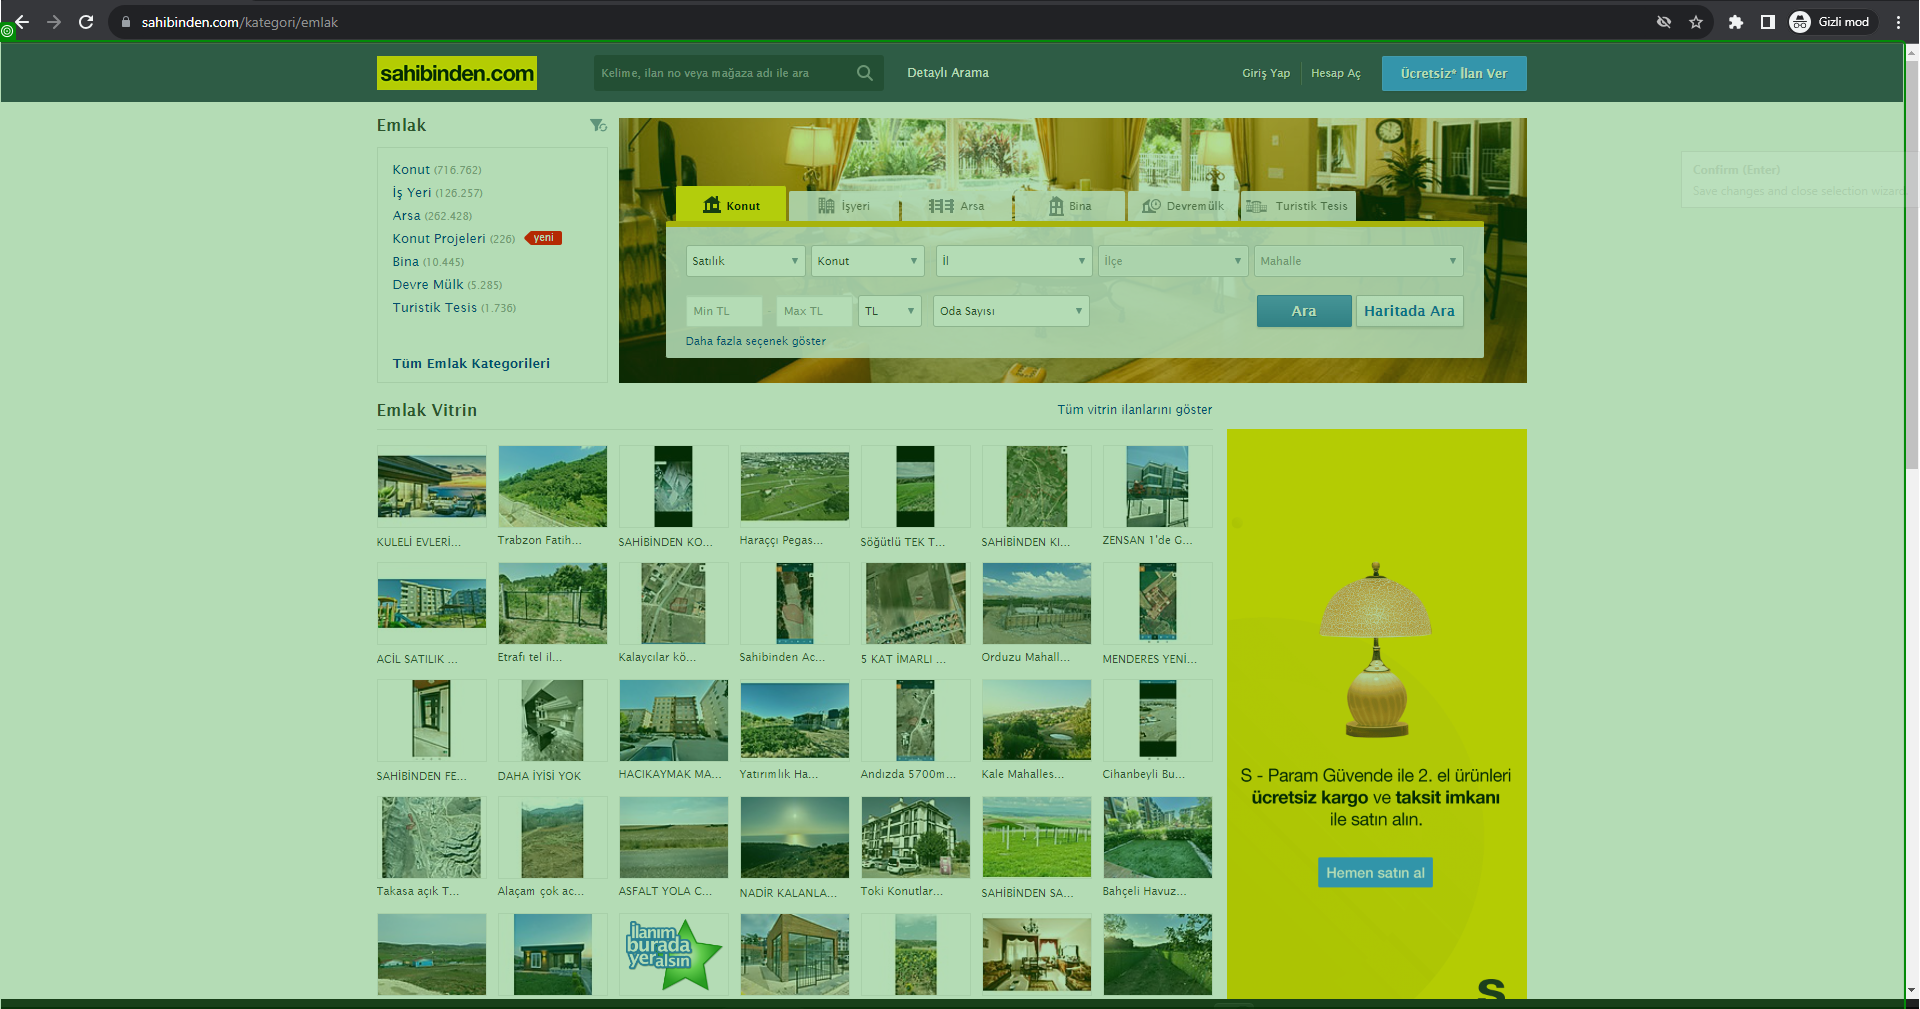 sahibinden.com/kategori/emlak
Gizli mod
sahibinden.com
Kelime, ilan no veya mağaza adı ile ara
Detaylı Arama
Giriş Yap
Hesap Aç
Ücretsiz* İlan Ver
Emlak
Konut (716.762)
İş Yeri (126.257)
Arsa (262.428)
Konut Projeleri (226) yeni
Bina (10.445)
Devre Mülk (5.285)
Turistik Tesis (1.736)
Tüm Emlak Kategorileri
Konut
İşyeri
Arsa
Bina
Devremülk
Turistik Tesis
Satılık
Konut
İl
İlçe
Mahalle
Min TL - Max TL
TL
Oda Sayısı
Ara
Haritada Ara
Daha fazla seçenek göster
Confirm (Enter)
Save changes and close selection wizard.
Emlak Vitrin
Tüm vitrin ilanlarını göster
KULELİ EVLERİ...
Trabzon Fatih...
SAHİBİNDEN KO...
Haraççı Pegas...
Söğütlü TEK T...
SAHİBİNDEN KI...
ZENSAN 1'de G...
ACİL SATILIK ...
Etrafı tel il...
Kalaycılar kö...
Sahibinden Ac...
5 KAT İMARLI ...
Orduzu Mahall...
MENDERES YENİ...
SAHİBİNDEN FE...
DAHA İYİSİ YOK
HACIKAYMAK MA...
Yatırımlık Ha...
Andızda 5700m...
Kale Mahalles...
Cihanbeyli Bu...
Takasa açık T...
Alaçam çok ac...
ASFALT YOLA C...
NADİR KALANLA...
Toki Konutlar...
SAHİBİNDEN SA...
Bahçeli Havuz...
ilanım
burada
yer alsın
S - Param Güvende ile 2. el ürünleri
ücretsiz kargo ve taksit imkanı
ile satın alın.
Hemen satın al
S